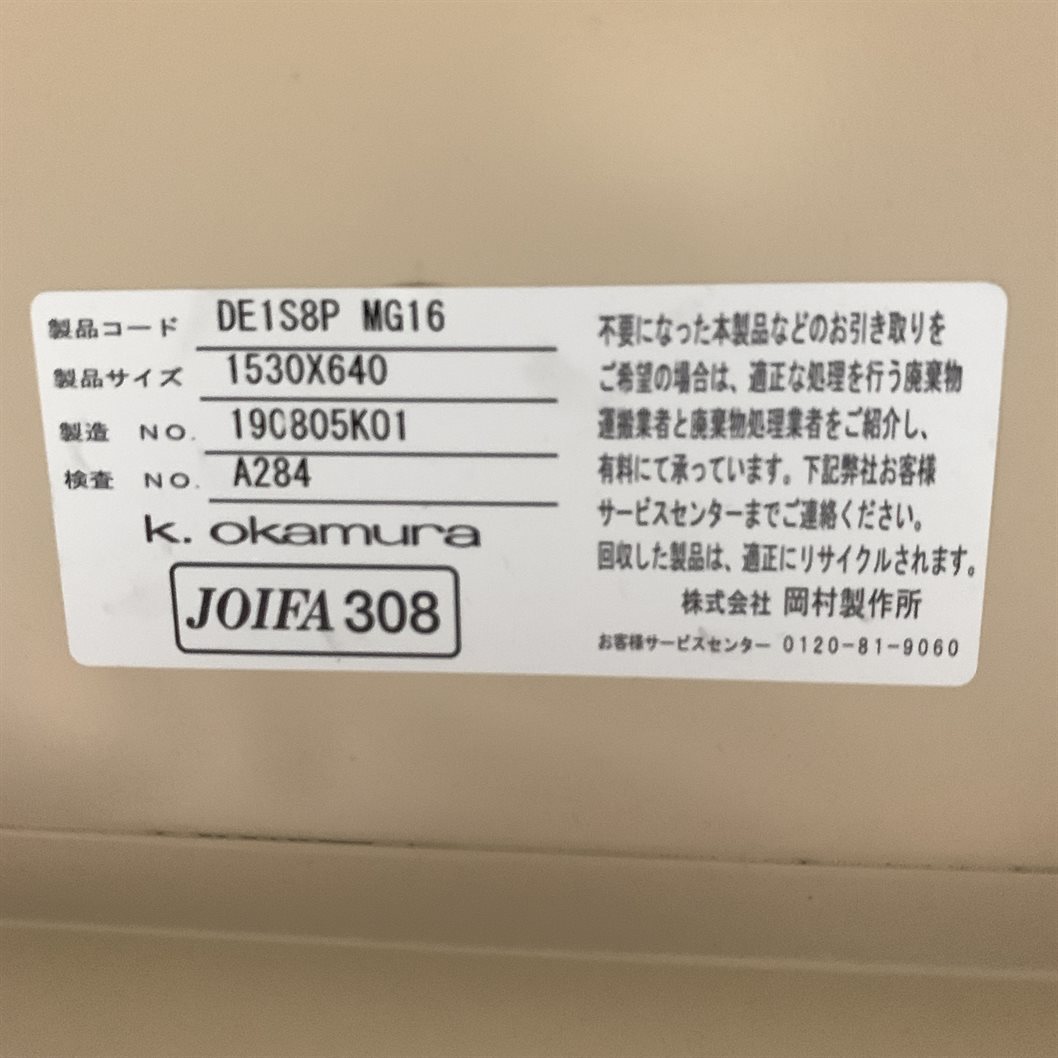 製品コード DE1S8P MG16
製品サイズ 1530X640
製造 NO. 190805K01
検査 NO. A284
k. okamura
JOIFA 308
不要になった本製品などのお引き取りを
ご希望の場合は、適正な処理を行う廃棄物
運搬業者と廃棄物処理業者をご紹介し、
有料にて承っています。下記弊社お客様
サービスセンターまでご連絡ください。
回収した製品は、適正にリサイクルされます。
株式会社 岡村製作所
お客様サービスセンター 0120-81-9060